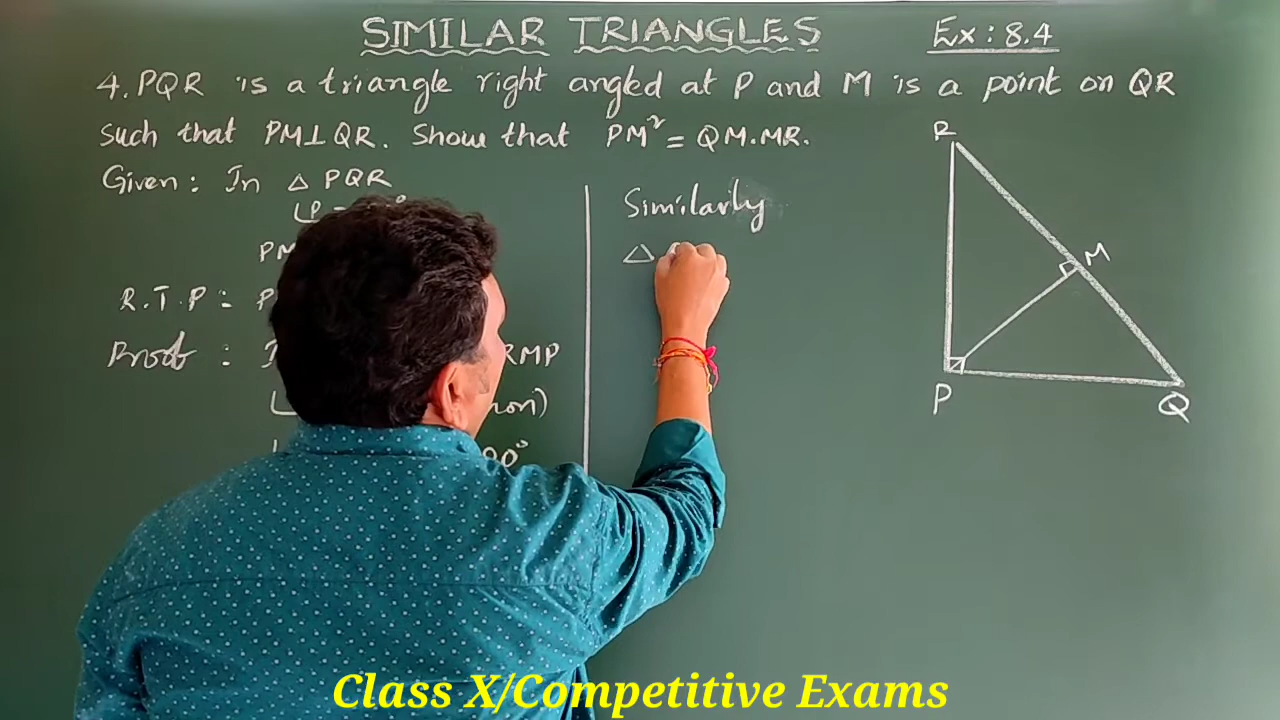 SIMILAR TRIANGLES Ex: 8.4
4. PQR is a triangle right angled at P and M is a point on QR
such that PM⊥QR. Show that PM² = QM.MR.
Given: In △ PQR
PM
R.T.P: P
Proof :
RMP
Similarly
△
R
M
P
Q
Class X/Competitive Exams